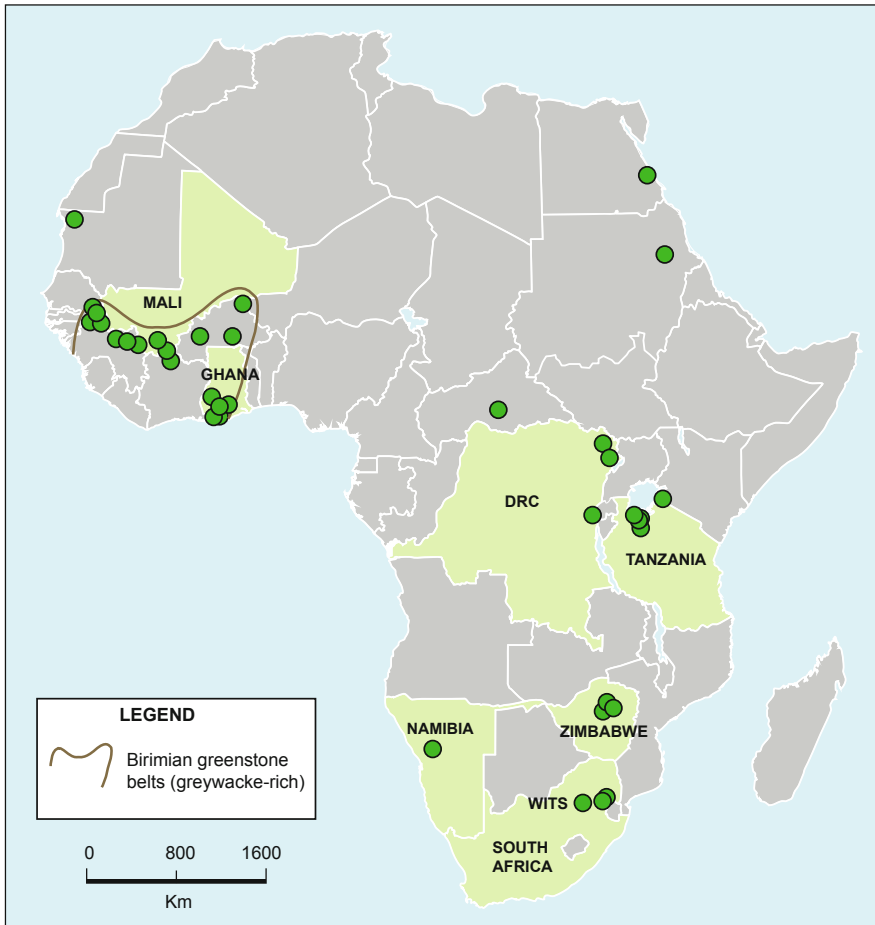 MALI
GHANA
DRC
TANZANIA
NAMIBIA
ZIMBABWE
WITS
SOUTH
AFRICA
LEGEND
Birimian greenstone
belts (greywacke-rich)
0 800 1600
Km